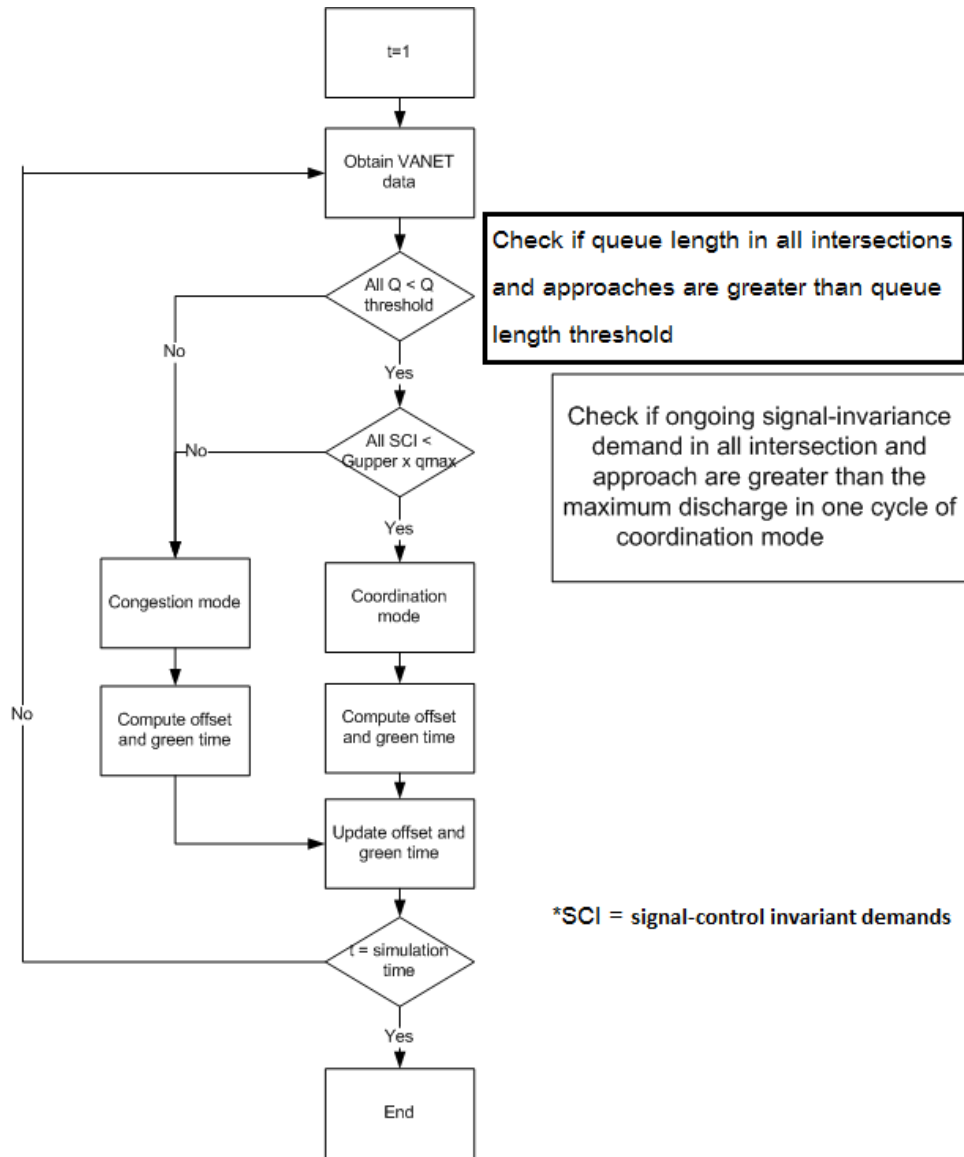 t=1
Obtain VANET
data
All Q < Q
threshold
Check if queue length in all intersections
and approaches are greater than queue
length threshold
No
Yes
All SCI <
Gupper x qmax
No
Check if ongoing signal-invariance
demand in all intersection and
approach are greater than the
maximum discharge in one cycle of
coordination mode
Yes
Congestion mode
Coordination
mode
No
Compute offset
and green time
Compute offset
and green time
Update offset and
green time
*SCI = signal-control invariant demands
t = simulation
time
Yes
End